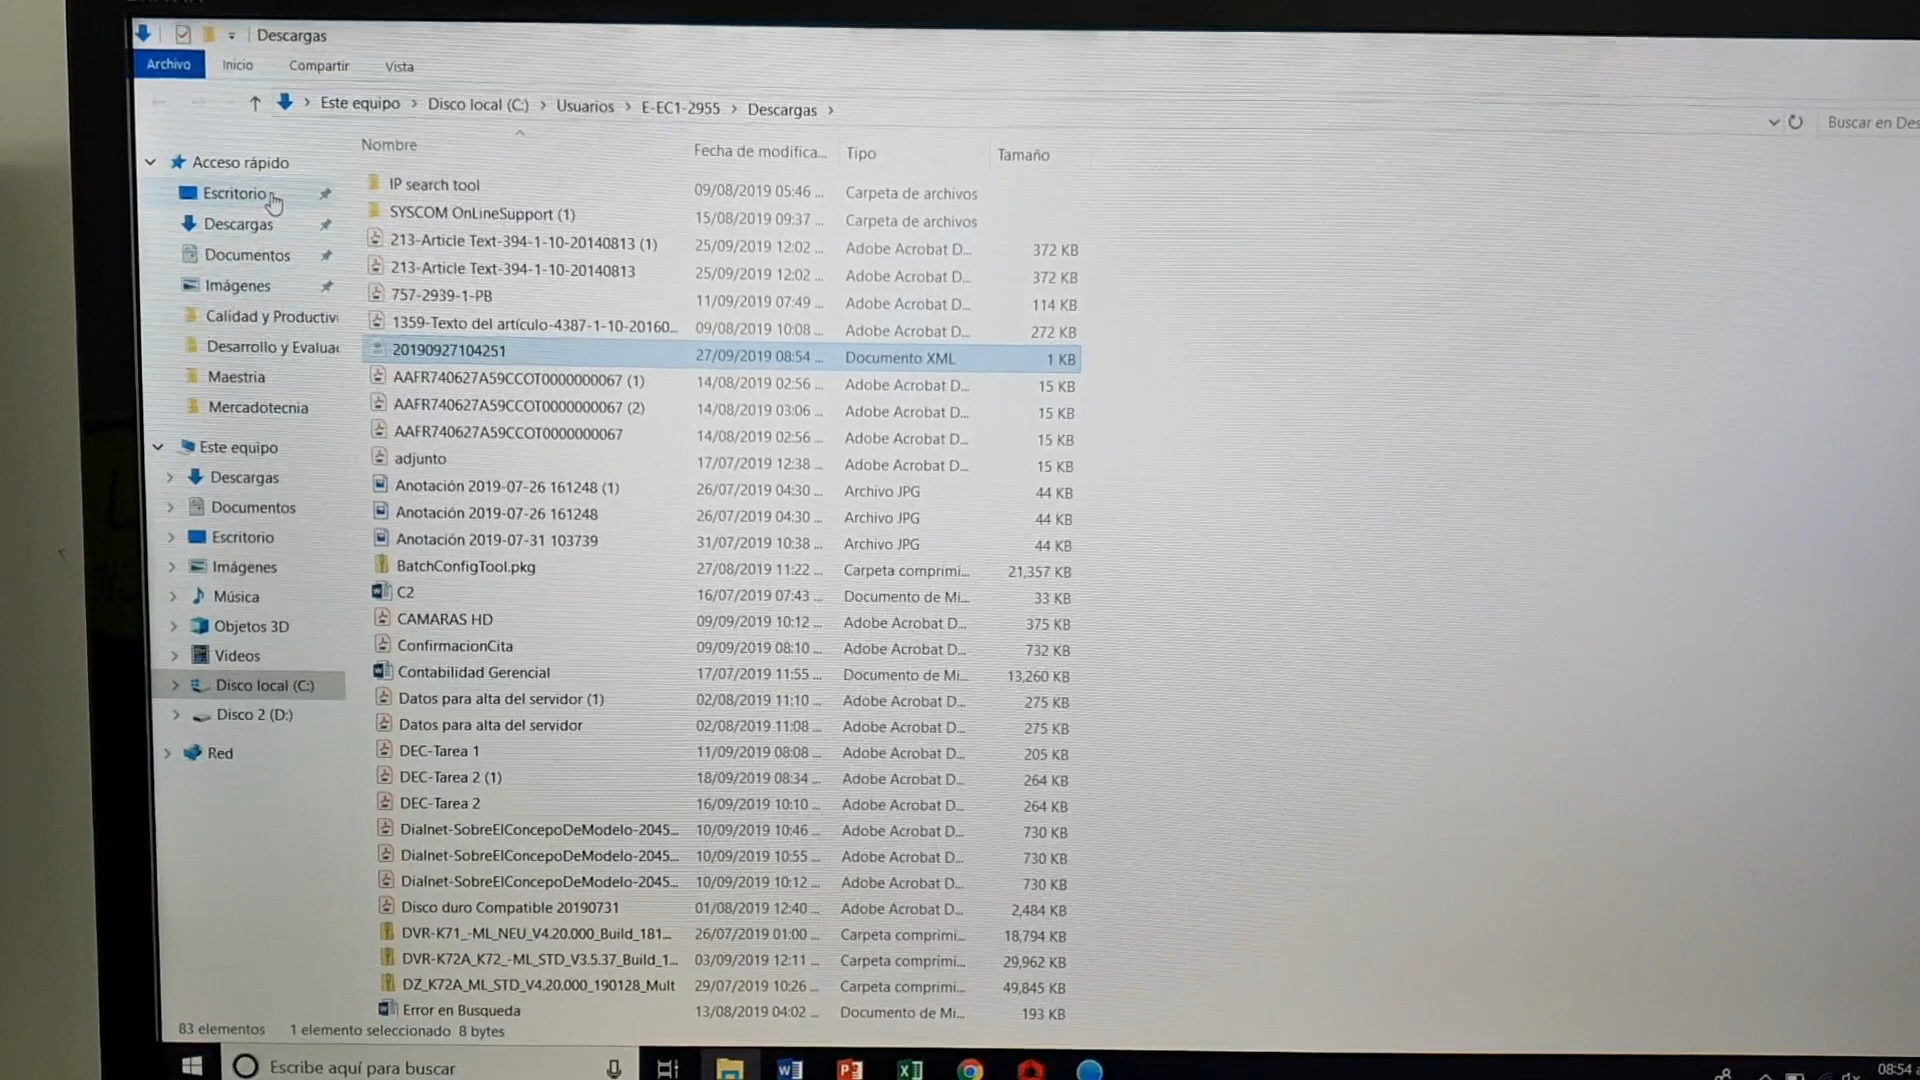 Descargas
Archivo Inicio Compartir Vista
Este equipo > Disco local (C:) > Usuarios > E-EC1-2955 > Descargas >
Buscar en Des
Nombre Fecha de modifica... Tipo Tamaño
Acceso rápido
Escritorio
Descargas
Documentos
Imágenes
Calidad y Productivi
Desarrollo y Evaluac
Maestria
Mercadotecnia
Este equipo
Descargas
Documentos
Escritorio
Imágenes
Música
Objetos 3D
Videos
Disco local (C:)
Disco 2 (D:)
Red
IP search tool 09/08/2019 05:46 ... Carpeta de archivos
SYSCOM OnLineSupport (1) 15/08/2019 09:37 ... Carpeta de archivos
213-Article Text-394-1-10-20140813 (1) 25/09/2019 12:02 ... Adobe Acrobat D... 372 KB
213-Article Text-394-1-10-20140813 25/09/2019 12:02 ... Adobe Acrobat D... 372 KB
757-2939-1-PB 11/09/2019 07:49 ... Adobe Acrobat D... 114 KB
1359-Texto del artículo-4387-1-10-20160... 09/08/2019 10:08 ... Adobe Acrobat D... 272 KB
20190927104251 27/09/2019 08:54 ... Documento XML 1 KB
AAFR740627A59CCOT0000000067 (1) 14/08/2019 02:56 ... Adobe Acrobat D... 15 KB
AAFR740627A59CCOT0000000067 (2) 14/08/2019 03:06 ... Adobe Acrobat D... 15 KB
AAFR740627A59CCOT0000000067 14/08/2019 02:56 ... Adobe Acrobat D... 15 KB
adjunto 17/07/2019 12:38 ... Adobe Acrobat D... 15 KB
Anotación 2019-07-26 161248 (1) 26/07/2019 04:30 ... Archivo JPG 44 KB
Anotación 2019-07-26 161248 26/07/2019 04:30 ... Archivo JPG 44 KB
Anotación 2019-07-31 103739 31/07/2019 10:38 ... Archivo JPG 44 KB
BatchConfigTool.pkg 27/08/2019 11:22 ... Carpeta comprimi... 21,357 KB
C2 16/07/2019 07:43 ... Documento de Mi... 33 KB
CAMARAS HD 09/09/2019 10:12 ... Adobe Acrobat D... 375 KB
ConfirmacionCita 09/09/2019 08:10 ... Adobe Acrobat D... 732 KB
Contabilidad Gerencial 17/07/2019 11:55 ... Documento de Mi... 13,260 KB
Datos para alta del servidor (1) 02/08/2019 11:10 ... Adobe Acrobat D... 275 KB
Datos para alta del servidor 02/08/2019 11:08 ... Adobe Acrobat D... 275 KB
DEC-Tarea 1 11/09/2019 08:08 ... Adobe Acrobat D... 205 KB
DEC-Tarea 2 (1) 18/09/2019 08:34 ... Adobe Acrobat D... 264 KB
DEC-Tarea 2 16/09/2019 10:10 ... Adobe Acrobat D... 264 KB
Dialnet-SobreElConcepoDeModelo-2045... 10/09/2019 10:46 ... Adobe Acrobat D... 730 KB
Dialnet-SobreElConcepoDeModelo-2045... 10/09/2019 10:55 ... Adobe Acrobat D... 730 KB
Dialnet-SobreElConcepoDeModelo-2045... 10/09/2019 10:12 ... Adobe Acrobat D... 730 KB
Disco duro Compatible 20190731 01/08/2019 12:40 ... Adobe Acrobat D... 2,484 KB
DVR-K71_-ML_NEU_V4.20.000_Build_181... 26/07/2019 01:00 ... Carpeta comprimi... 18,794 KB
DVR-K72A_K72_-ML_STD_V3.5.37_Build_1... 03/09/2019 12:11 ... Carpeta comprimi... 29,962 KB
DZ_K72A_ML_STD_V4.20.000_190128_Mult 29/07/2019 10:26 ... Carpeta comprimi... 49,845 KB
Error en Busqueda 13/08/2019 04:02 ... Documento de Mi... 193 KB
83 elementos 1 elemento seleccionado 8 bytes
Escribe aquí para buscar
08:54